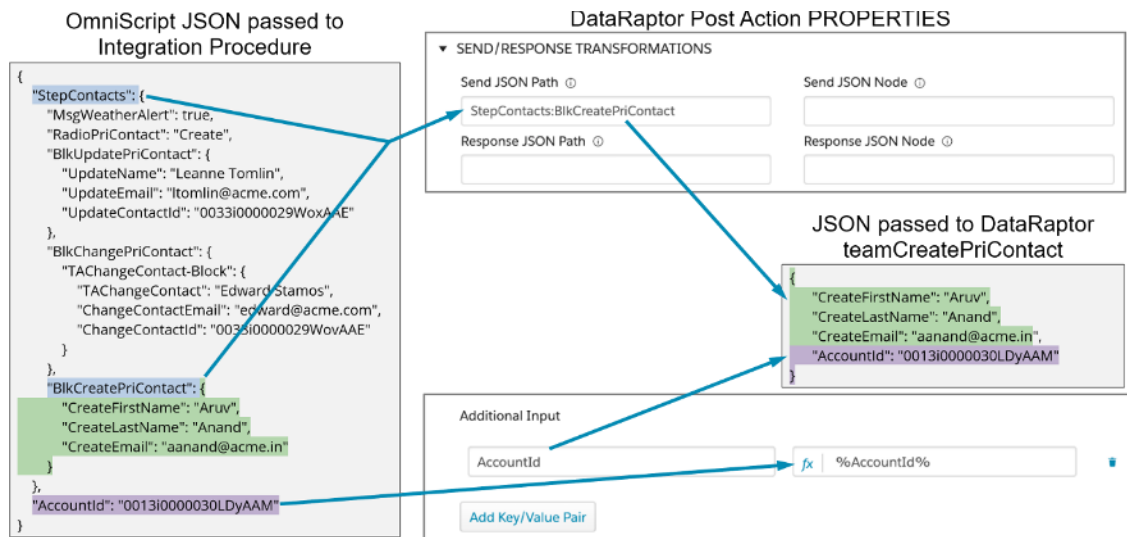 OmniScript JSON passed to
Integration Procedure
{
"StepContacts": {
"MsgWeatherAlert": true,
"RadioPriContact": "Create",
"BlkUpdatePriContact": {
"UpdateName": "Leanne Tomlin",
"UpdateEmail": "ltomlin@acme.com",
"UpdateContactId": "0033i0000029WoxAAE"
},
"BlkChangePriContact": {
"TAChangeContact-Block": {
"TAChangeContact": "Edward Stamos",
"ChangeContactEmail": "edward@acme.com",
"ChangeContactId": "0033i0000029WovAAE"
}
},
"BlkCreatePriContact": {
"CreateFirstName": "Aruv",
"CreateLastName": "Anand",
"CreateEmail": "aanand@acme.in"
}
},
"AccountId": "0013i0000030LDyAAM"
}
DataRaptor Post Action PROPERTIES
SEND/RESPONSE TRANSFORMATIONS
Send JSON Path
Send JSON Node
StepContacts:BlkCreatePriContact
Response JSON Path
Response JSON Node
JSON passed to DataRaptor
teamCreatePriContact
{
"CreateFirstName": "Aruv",
"CreateLastName": "Anand",
"CreateEmail": "aanand@acme.in",
"AccountId": "0013i0000030LDyAAM"
}
Additional Input
AccountId
fx %AccountId%
Add Key/Value Pair